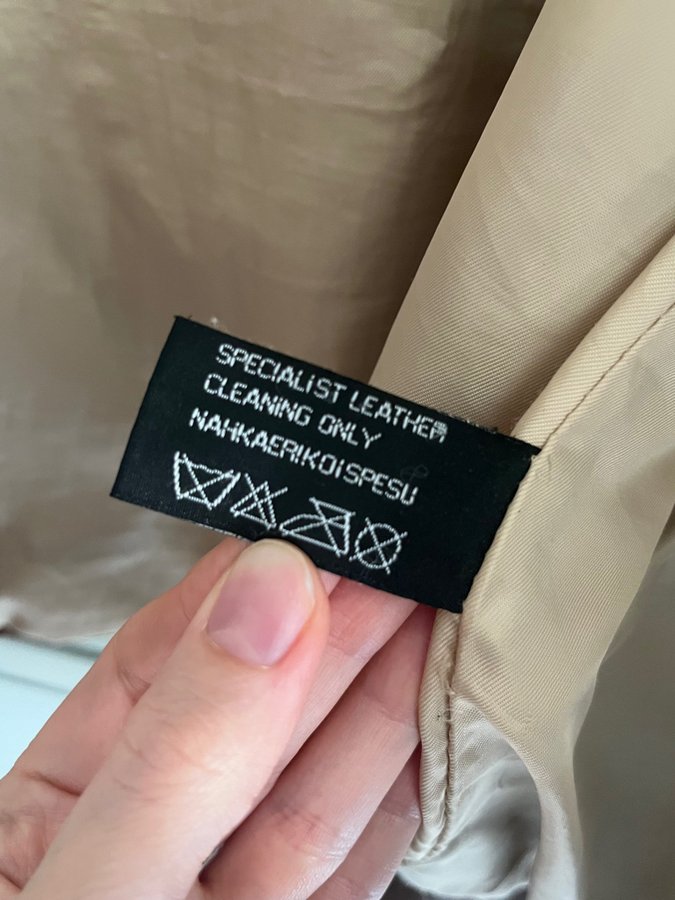 SPECIALIST LEATHER
CLEANING ONLY
NAHKAERIKOISPESU